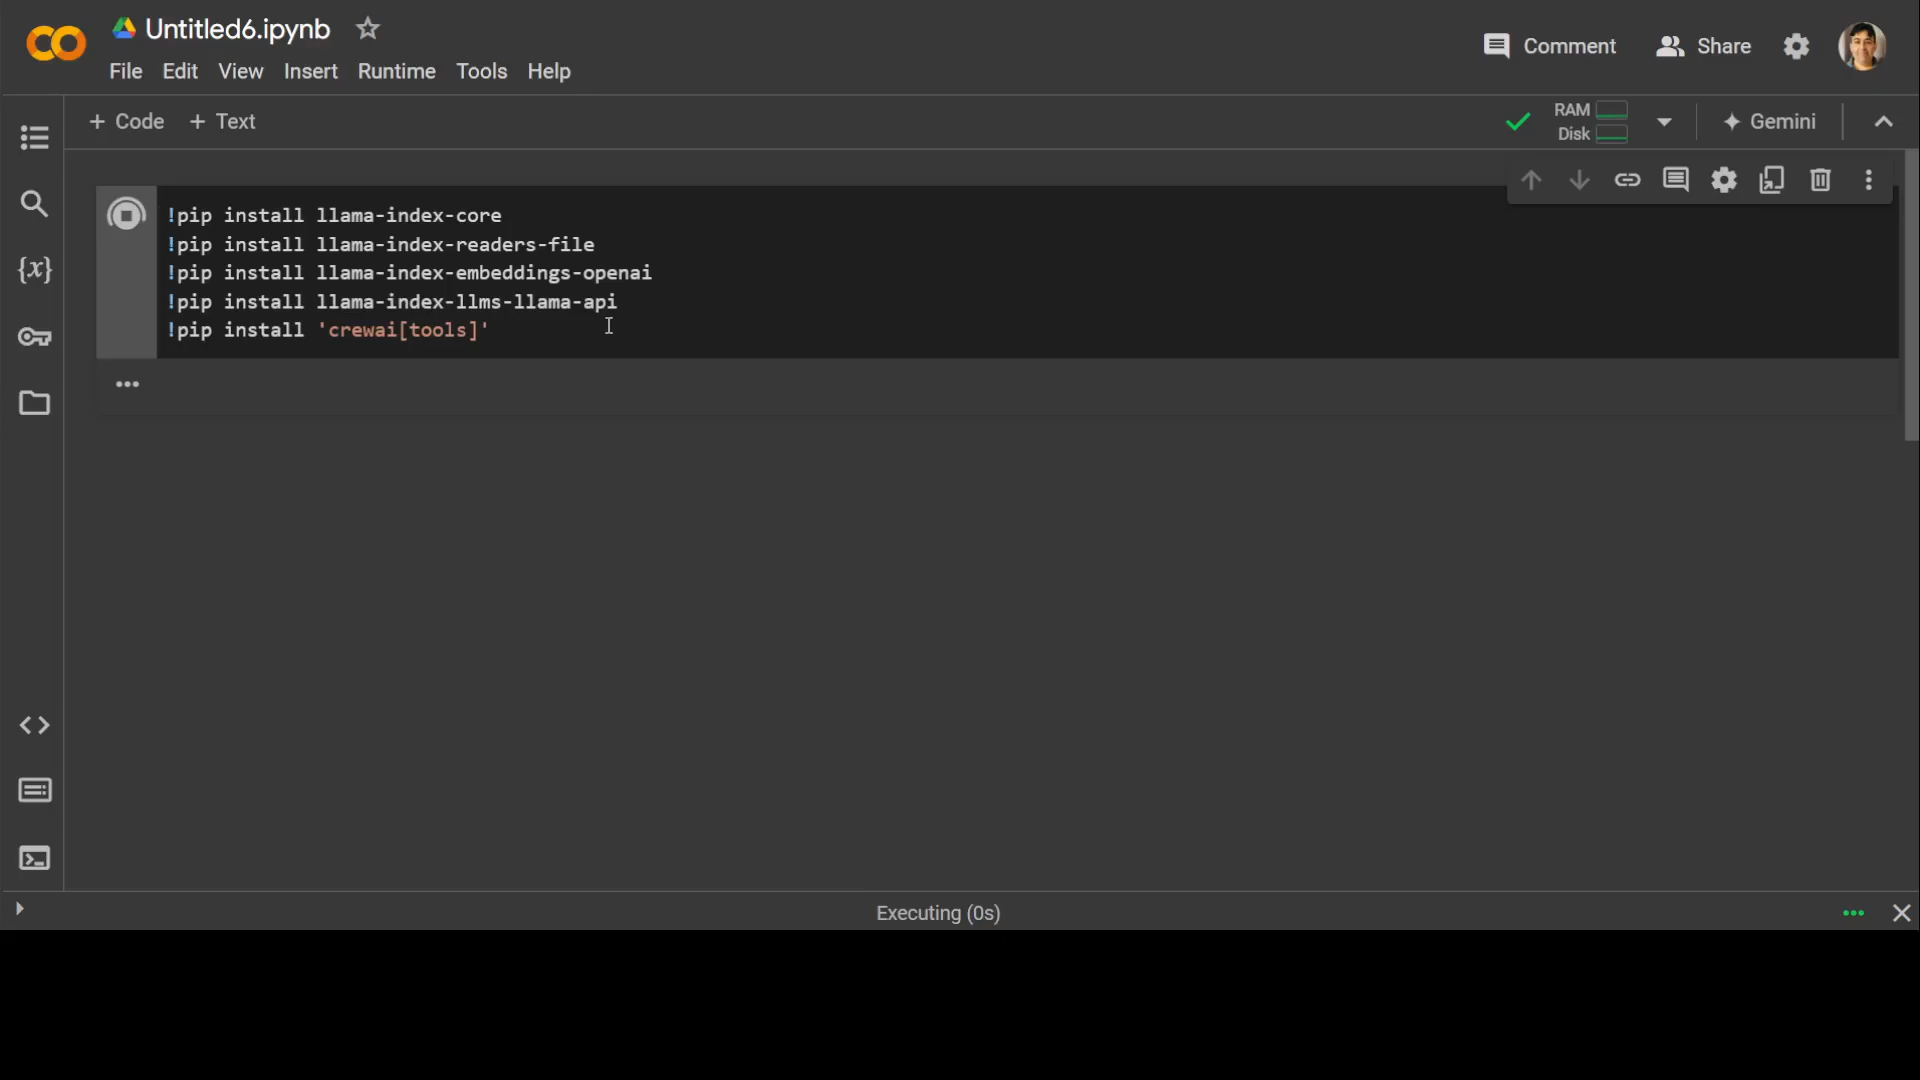 Untitled6.ipynb
Comment
Share
File Edit View Insert Runtime Tools Help
+ Code + Text
RAM
Disk
Gemini
{x}
!pip install llama-index-core
!pip install llama-index-readers-file
!pip install llama-index-embeddings-openai
!pip install llama-index-llms-llama-api
!pip install 'crewai[tools]'
Executing (0s)